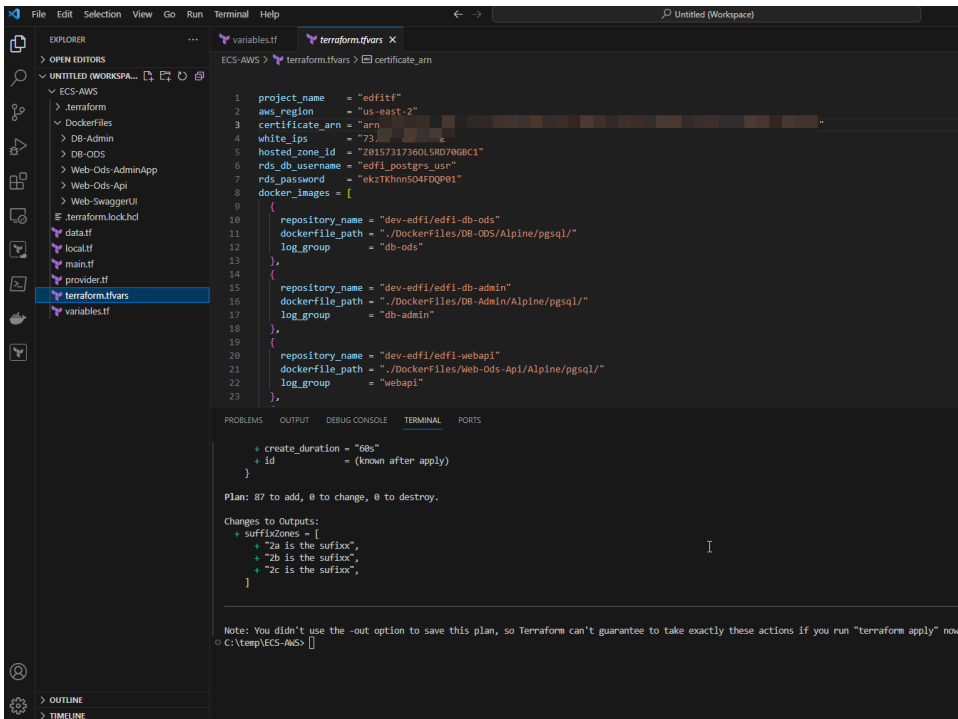 File Edit Selection View Go Run Terminal Help
Untitled (Workspace)
EXPLORER
OPEN EDITORS
UNTITLED (WORKSPA...
ECS-AWS
.terraform
DockerFiles
DB-Admin
DB-ODS
Web-Ods-AdminApp
Web-Ods-Api
Web-SwaggerUI
.terraform.lock.hcl
data.tf
local.tf
main.tf
provider.tf
terraform.tfvars
variables.tf
OUTLINE
TIMELINE
variables.tf terraform.tfvars
ECS-AWS > terraform.tfvars > certificate_arn
1 project_name = "edfitf"
2 aws_region = "us-east-2"
3 certificate_arn = "arn "
4 white_ips = "73.
5 hosted_zone_id = "Z015731736OL5RD70GBC1"
6 rds_db_username = "edfi_postgrs_usr"
7 rds_password = "ekzTKhnn5O4FDQP01"
8 docker_images = [
9 {
10 repository_name = "dev-edfi/edfi-db-ods"
11 dockerfile_path = "./DockerFiles/DB-ODS/Alpine/pgsql/"
12 log_group = "db-ods"
13 },
14 {
15 repository_name = "dev-edfi/edfi-db-admin"
16 dockerfile_path = "./DockerFiles/DB-Admin/Alpine/pgsql/"
17 log_group = "db-admin"
18 },
19 {
20 repository_name = "dev-edfi/edfi-webapi"
21 dockerfile_path = "./DockerFiles/Web-Ods-Api/Alpine/pgsql/"
22 log_group = "webapi"
23 },
PROBLEMS OUTPUT DEBUG CONSOLE TERMINAL PORTS
+ create_duration = "60s"
+ id = (known after apply)
}
Plan: 87 to add, 0 to change, 0 to destroy.
Changes to Outputs:
+ suffixZones = [
+ "2a is the sufixx",
+ "2b is the sufixx",
+ "2c is the sufixx",
]
Note: You didn't use the -out option to save this plan, so Terraform can't guarantee to take exactly these actions if you run "terraform apply" now
C:\temp\ECS-AWS>